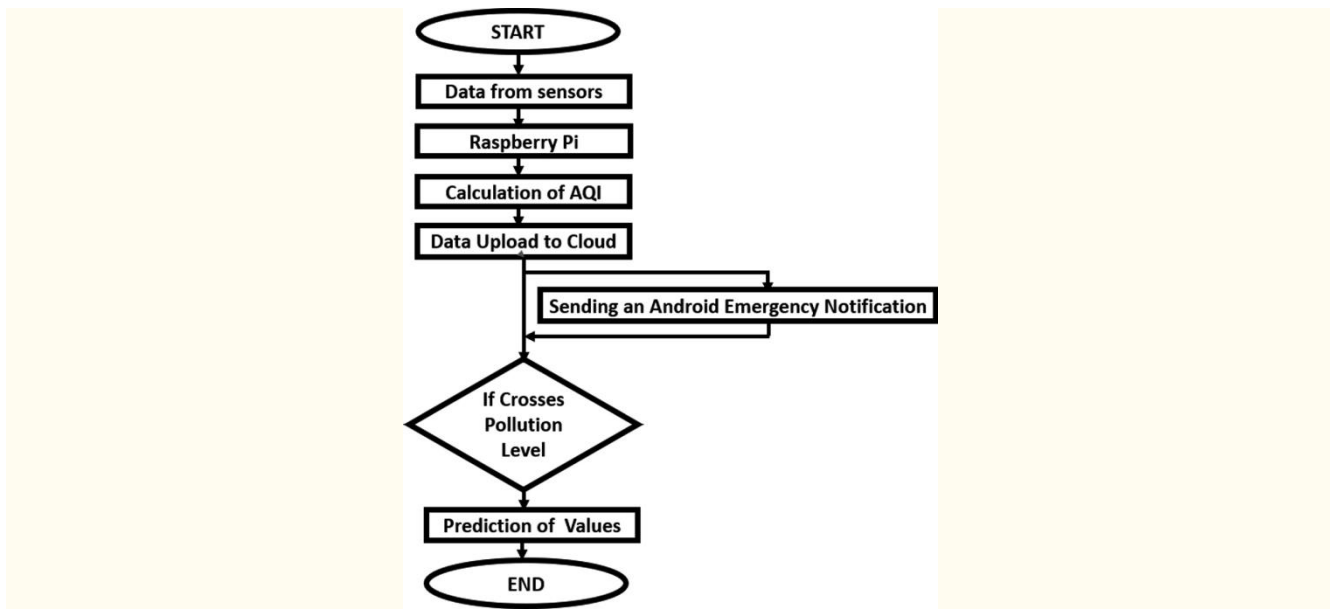 START
Data from sensors
Raspberry Pi
Calculation of AQI
Data Upload to Cloud
Sending an Android Emergency Notification
If Crosses
Pollution
Level
Prediction of Values
END